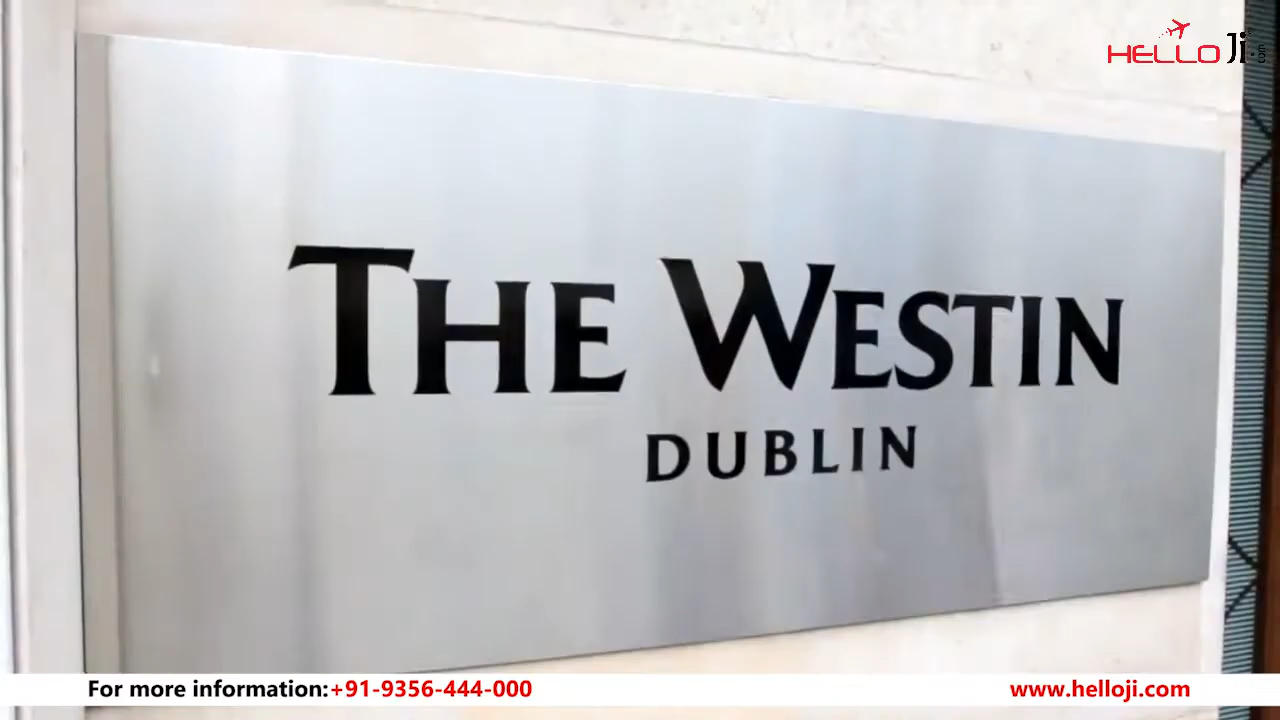 HELLO Ji.com
THE WESTIN
DUBLIN
For more information:+91-9356-444-000
www.helloji.com